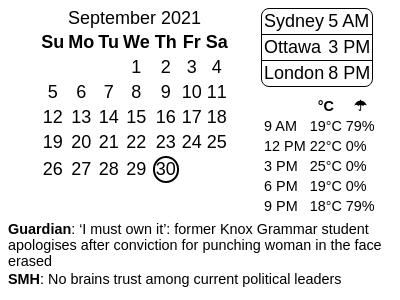 September 2021
Su Mo Tu We Th Fr Sa
1 2 3 4
5 6 7 8 9 10 11
12 13 14 15 16 17 18
19 20 21 22 23 24 25
26 27 28 29 30
Sydney 5 AM
Ottawa 3 PM
London 8 PM
°C ☂
9 AM 19°C 79%
12 PM 22°C 0%
3 PM 25°C 0%
6 PM 19°C 0%
9 PM 18°C 79%
Guardian: ‘I must own it’: former Knox Grammar student
apologises after conviction for punching woman in the face
erased
SMH: No brains trust among current political leaders